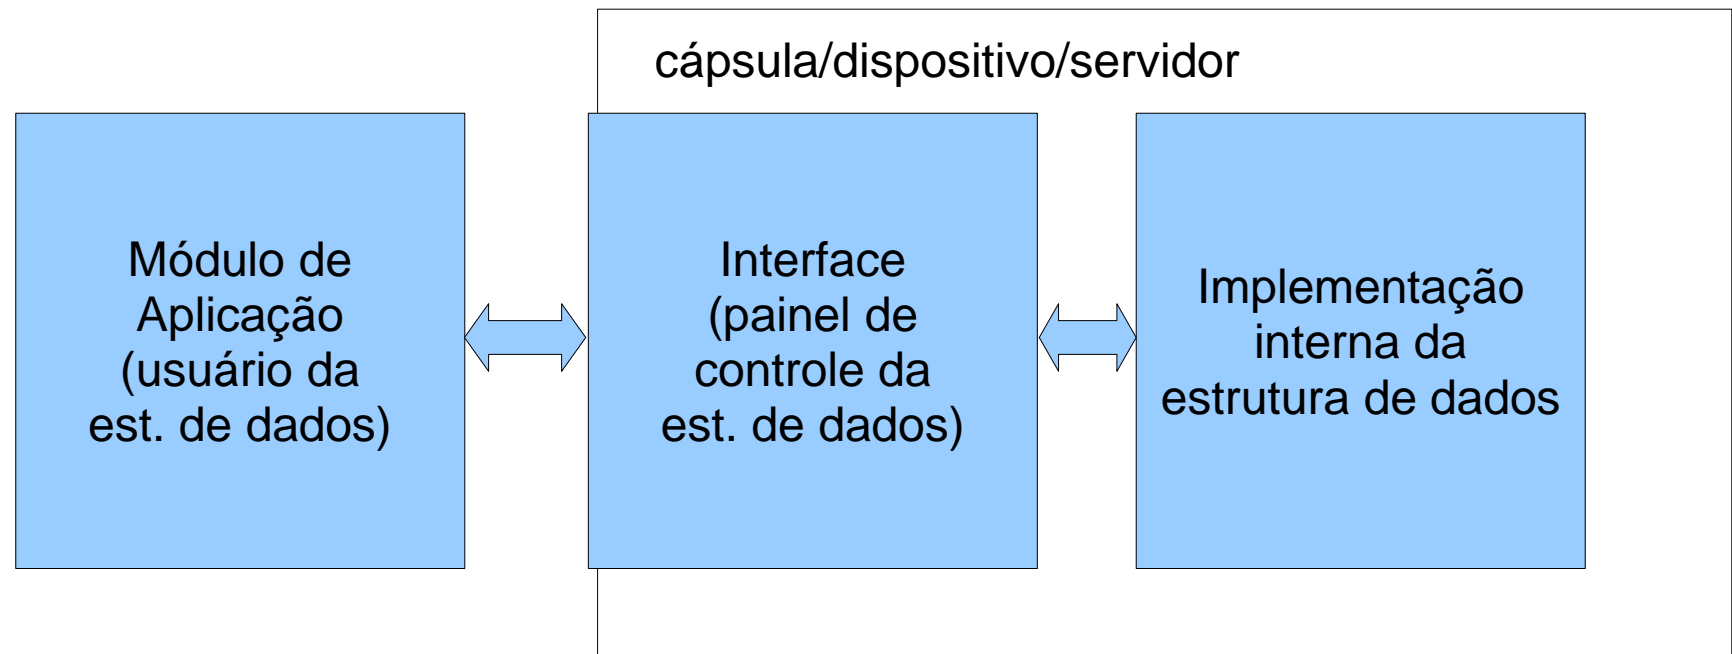 cápsula/dispositivo/servidor
Módulo de
Aplicação
(usuário da
est. de dados)
Interface
(painel de
controle da
est. de dados)
Implementação
interna da
estrutura de dados